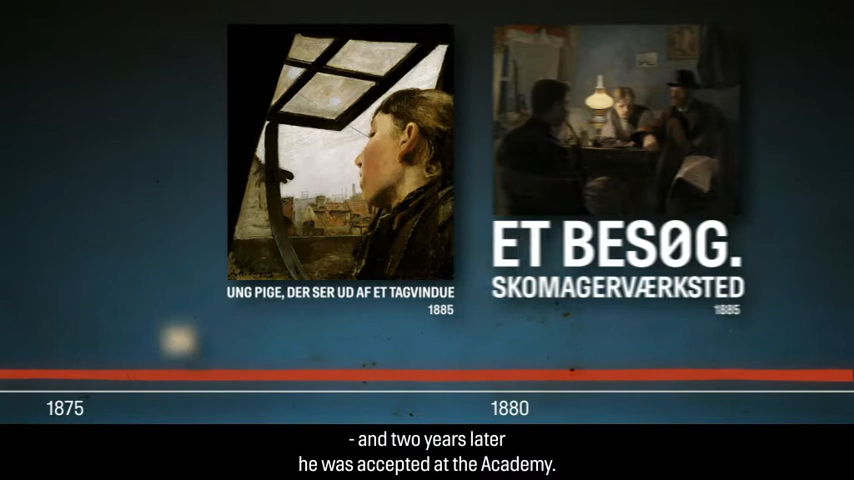 UNG PIGE, DER SER UD AF ET TAGVINDUE
1885
ET BESØG.
SKOMAGERVÆRKSTED
1885
1875
1880
- and two years later
he was accepted at the Academy.